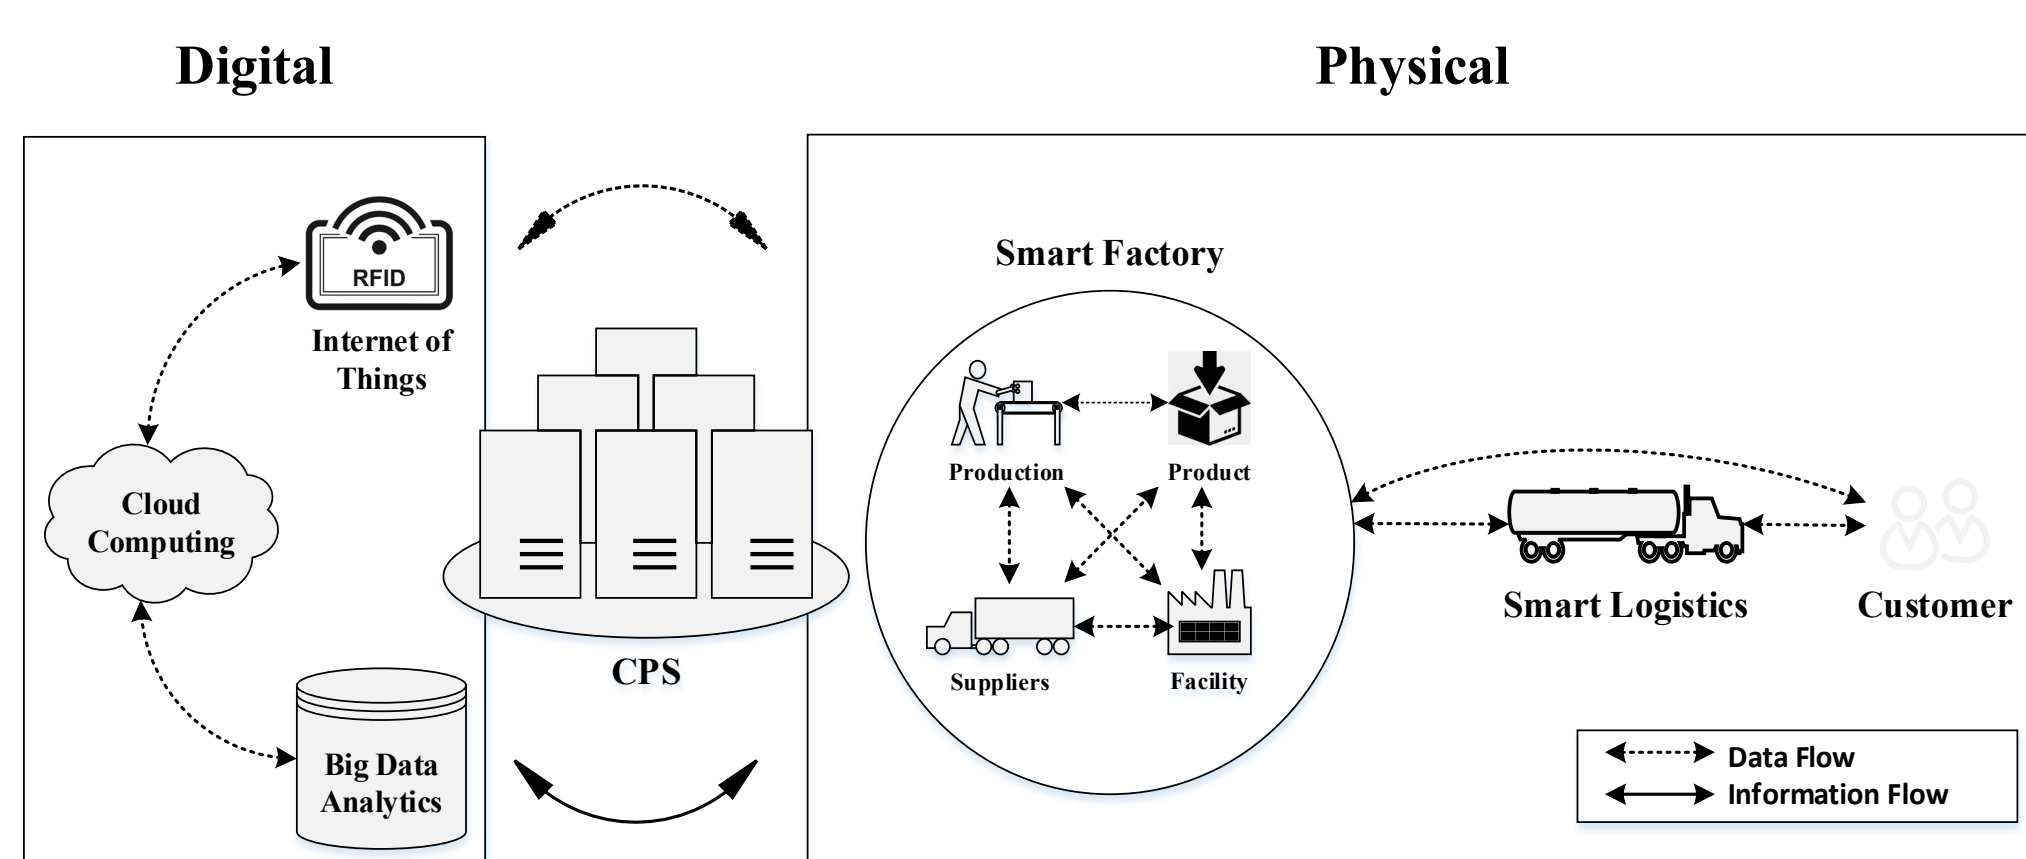 Digital
Physical
RFID
Internet of
Things
Cloud
Computing
Big Data
Analytics
CPS
Smart Factory
Production
Product
Suppliers
Facility
Smart Logistics
Customer
Data Flow
Information Flow